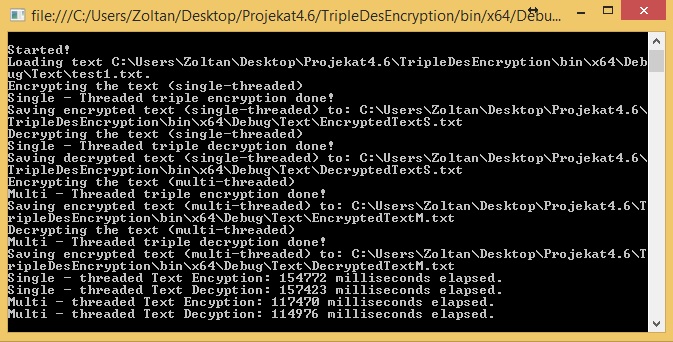 file:///C:/Users/Zoltan/Desktop/Projekat4.6/TripleDesEncryption/bin/x64/Debu...
Started!
Loading text C:\Users\Zoltan\Desktop\Projekat4.6\TripleDesEncryption\bin\x64\Deb
ug\Text\test1.txt.
Encrypting the text (single-threaded)
Single - Threaded triple encryption done!
Saving encrypted text (single-threaded) to: C:\Users\Zoltan\Desktop\Projekat4.6\
TripleDesEncryption\bin\x64\Debug\Text\EncryptedTextS.txt
Decrypting the text (single-threaded)
Single - Threaded triple decryption done!
Saving decrypted text (single-threaded) to: C:\Users\Zoltan\Desktop\Projekat4.6\
TripleDesEncryption\bin\x64\Debug\Text\DecryptedTextS.txt
Encrypting the text (multi-threaded)
Multi - Threaded triple encryption done!
Saving encrypted text (multi-threaded) to: C:\Users\Zoltan\Desktop\Projekat4.6\T
ripleDesEncryption\bin\x64\Debug\Text\EncryptedTextM.txt
Decrypting the text (multi-threaded)
Multi - Threaded triple decryption done!
Saving encrypted text (multi-threaded) to: C:\Users\Zoltan\Desktop\Projekat4.6\T
ripleDesEncryption\bin\x64\Debug\Text\DecryptedTextM.txt
Single - threaded Text Encyption: 154772 milliseconds elapsed.
Single - threaded Text Decyption: 157423 milliseconds elapsed.
Multi - threaded Text Encyption: 117470 milliseconds elapsed.
Multi - threaded Text Decyption: 114976 milliseconds elapsed.